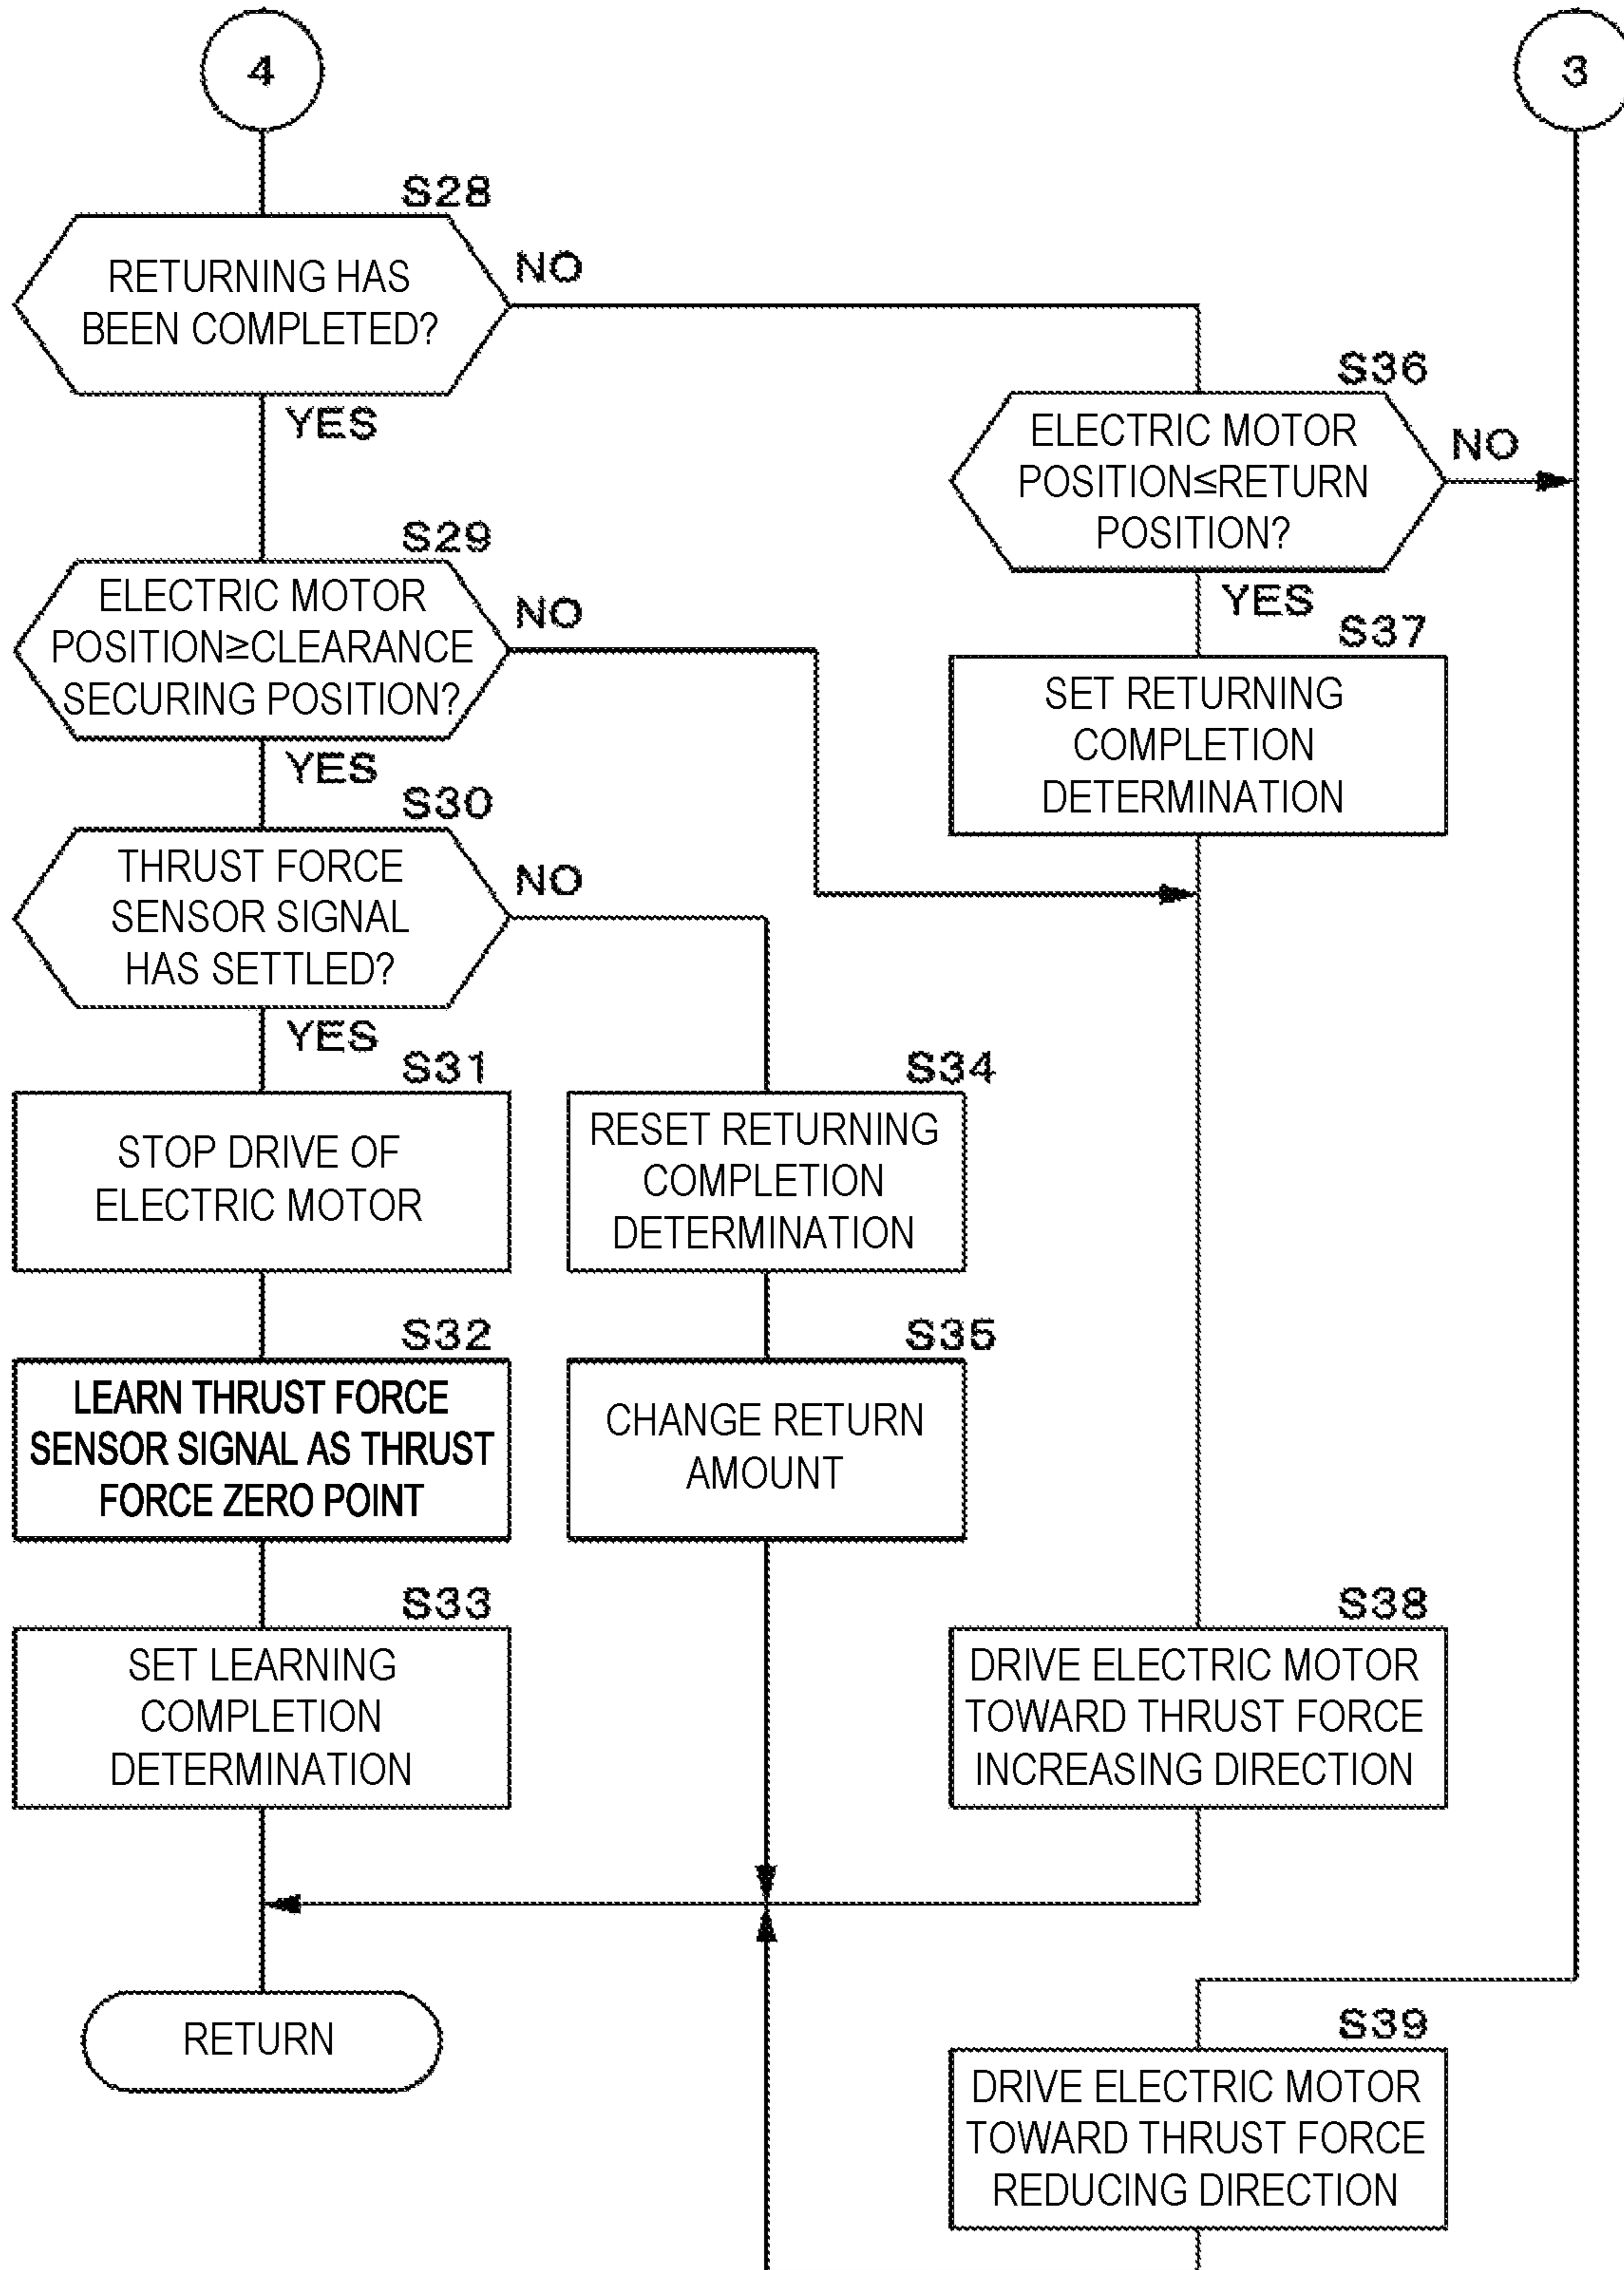 4
3
S28
RETURNING HAS
BEEN COMPLETED?
NO
YES
S36
ELECTRIC MOTOR
POSITION≤RETURN
POSITION?
NO
YES
S29
ELECTRIC MOTOR
POSITION≥CLEARANCE
SECURING POSITION?
NO
YES
S37
SET RETURNING
COMPLETION
DETERMINATION
S30
THRUST FORCE
SENSOR SIGNAL
HAS SETTLED?
NO
YES
S31
STOP DRIVE OF
ELECTRIC MOTOR
S34
RESET RETURNING
COMPLETION
DETERMINATION
S32
LEARN THRUST FORCE
SENSOR SIGNAL AS THRUST
FORCE ZERO POINT
S35
CHANGE RETURN
AMOUNT
S33
SET LEARNING
COMPLETION
DETERMINATION
S38
DRIVE ELECTRIC MOTOR
TOWARD THRUST FORCE
INCREASING DIRECTION
RETURN
S39
DRIVE ELECTRIC MOTOR
TOWARD THRUST FORCE
REDUCING DIRECTION